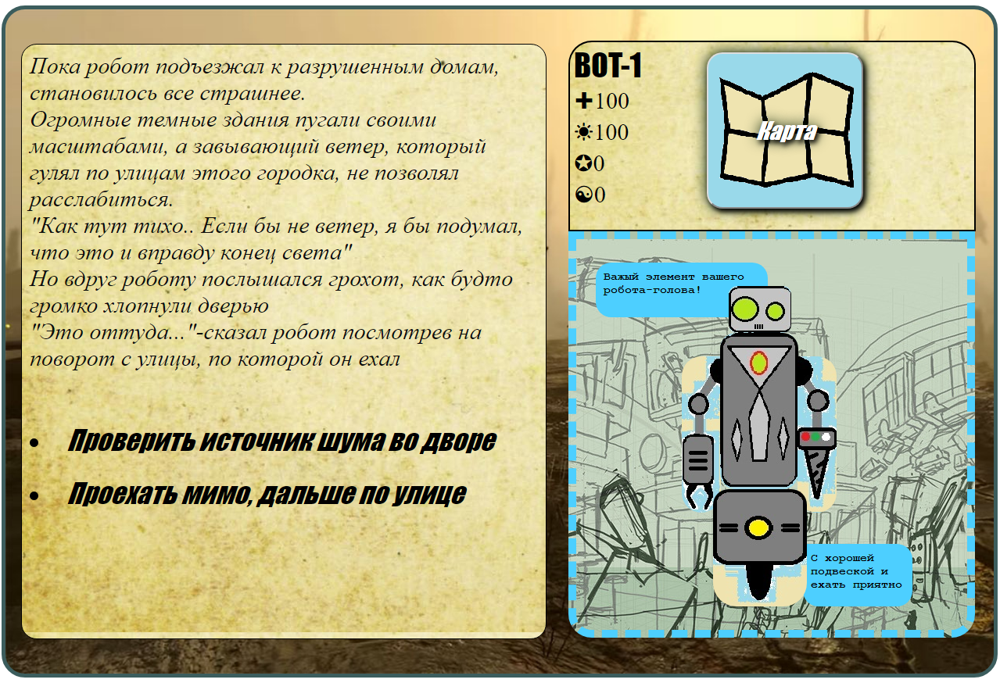 Пока робот подъезжал к разрушенным домам,
становилось все страшнее.
Огромные темные здания пугали своими
масштабами, а завывающий ветер, который
гулял по улицам этого городка, не позволял
расслабиться.
"Как тут тихо.. Если бы не ветер, я бы подумал,
что это и вправду конец света"
Но вдруг роботу послышался грохот, как будто
громко хлопнули дверью
"Это оттуда..."-сказал робот посмотрев на
поворот с улицы, по которой он ехал
• Проверить источник шума во дворе
• Проехать мимо, дальше по улице
BOT-1
✚100
☀100
✪0
☯0
Карта
Важый элемент вашего
робота-голова!
С хорошей
подвеской и
ехать приятно